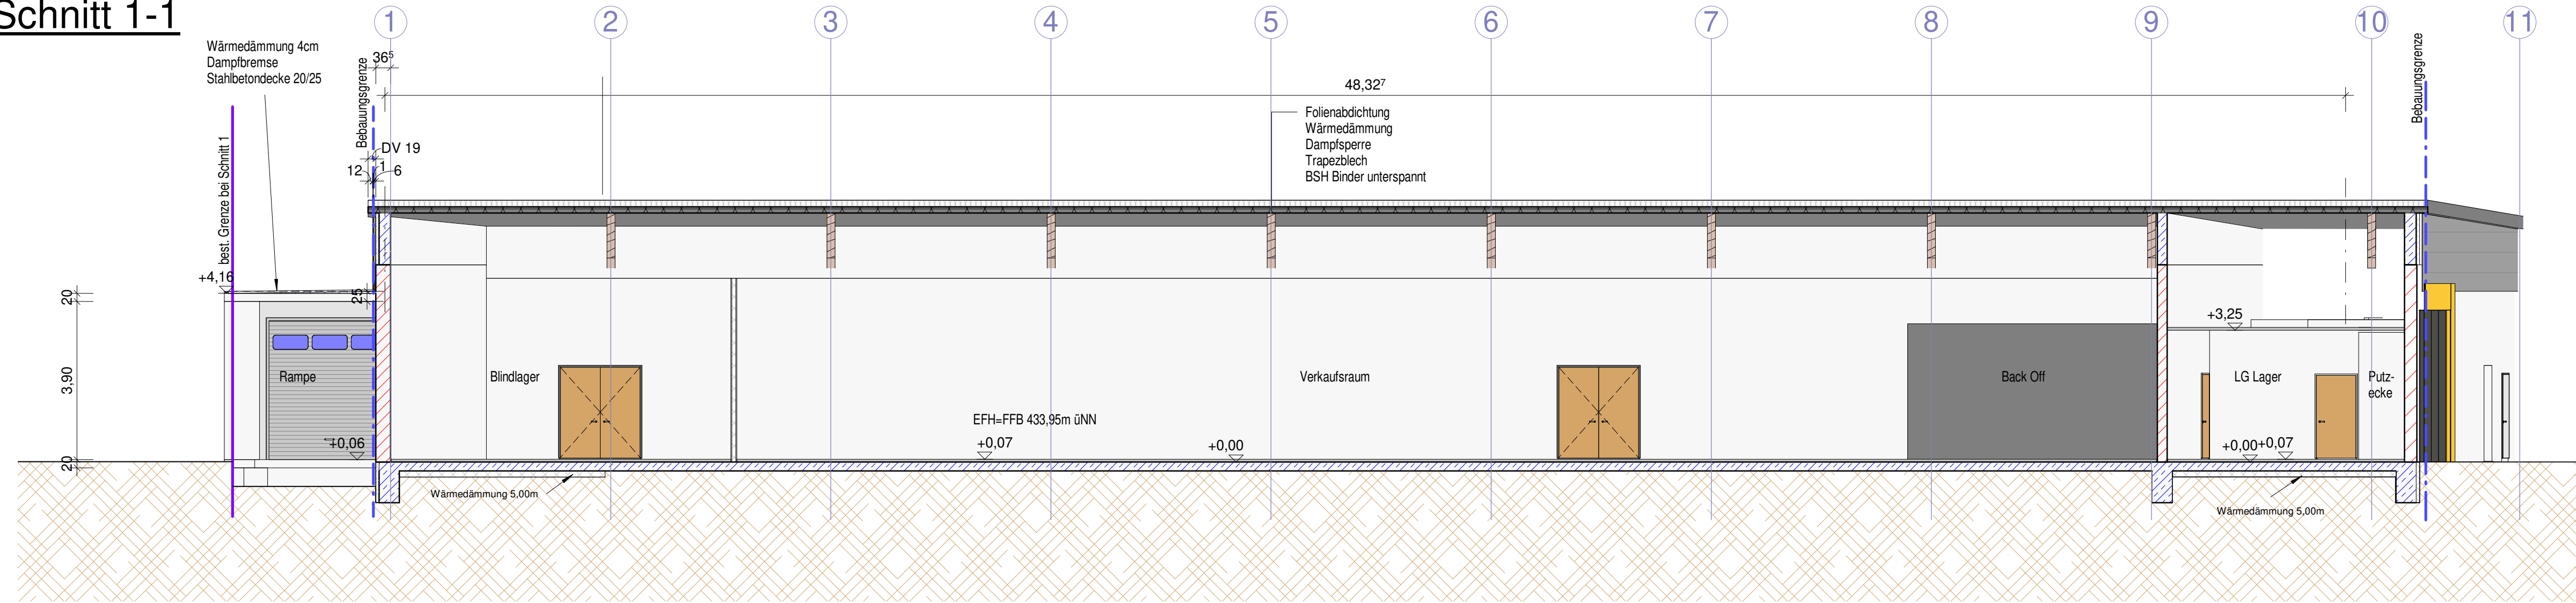 Schnitt 1-1
1
2
3
4
5
6
7
8
9
10
11
Wärmedämmung 4cm
Dampfbremse
Stahlbetondecke 20/25
Bebauungsgrenze
36⁵
48,32⁷
Bebauungsgrenze
Folienabdichtung
Wärmedämmung
Dampfsperre
Trapezblech
BSH Binder unterspannt
best. Grenze bei Schnitt 1
DV 19
12
1
6
+4,16
20
25
3,90
20
Rampe
+0,06
Blindlager
Verkaufsraum
EFH=FFB 433,95m üNN
+0,07
+0,00
Back Off
+3,25
LG Lager
Putz-
ecke
+0,00
+0,07
Wärmedämmung 5,00m
Wärmedämmung 5,00m